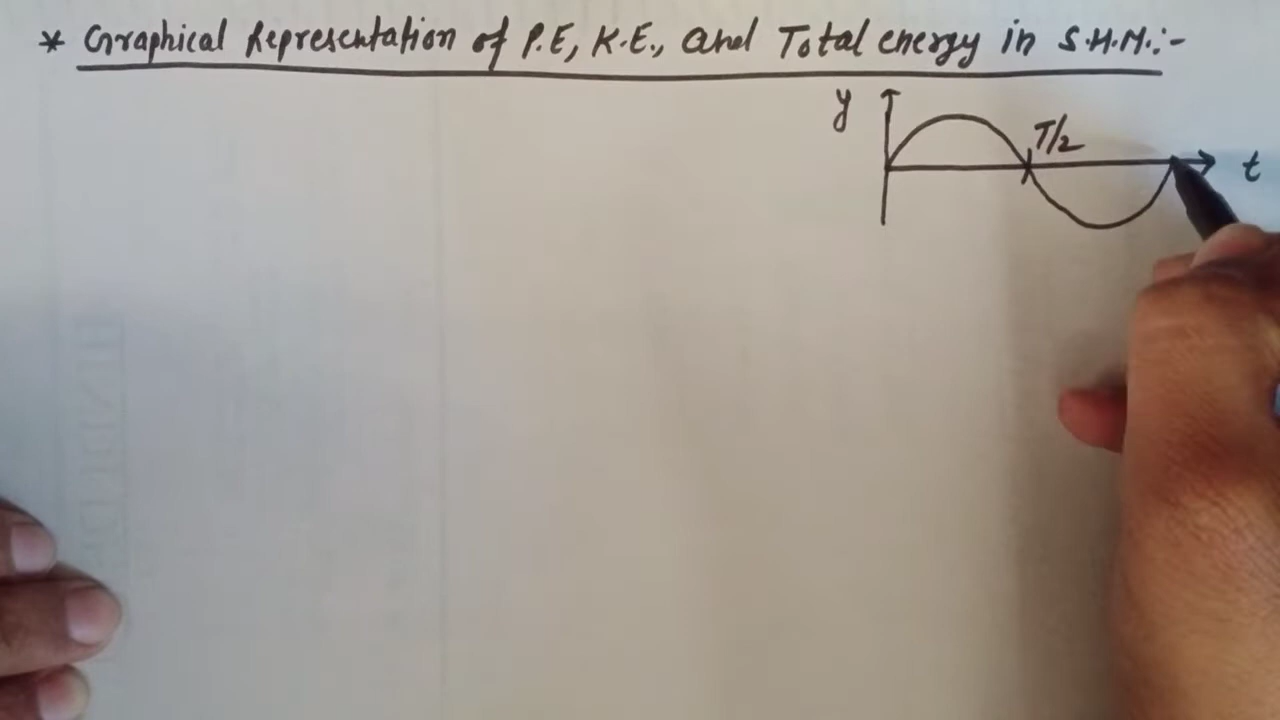 * Graphical Representation of P.E, K.E., and Total energy in S.H.M.:-
y
T/2
t